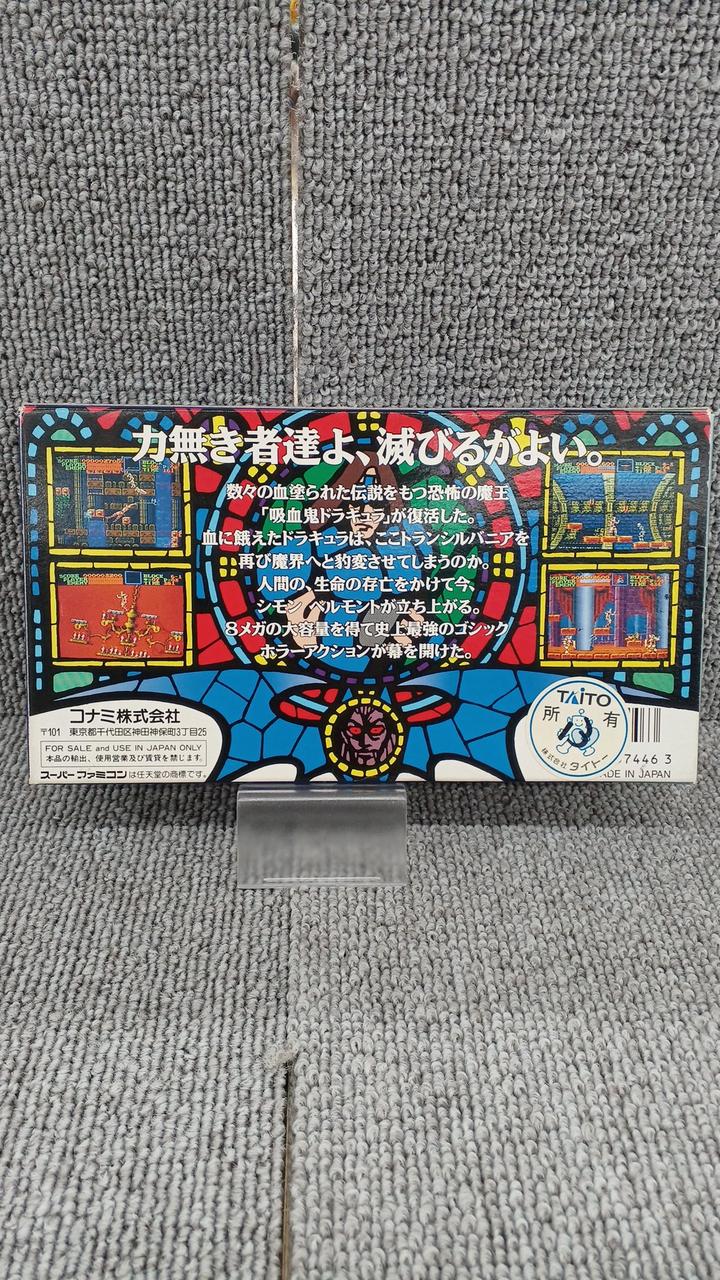 力無き者達よ、滅びるがよい。
数々の血塗られた伝説をもつ恐怖の魔王
「吸血鬼ドラキュラ」が復活した。
血に餓えたドラキュラは、ここトランシルバニアを
再び魔界へと豹変させてしまうのか。
人間の、生命の存亡をかけて今、
シモン・ベルモントが立ち上がる。
8メガの大容量を得て史上最強のゴシック
ホラーアクションが幕を開けた。
コナミ株式会社
〒101 東京都千代田区神田神保町3丁目25
FOR SALE and USE IN JAPAN ONLY
本品の輸出、使用営業及び賃貸を禁じます。
スーパーファミコンは任天堂の商標です。
TAITO
所有
株式会社タイトー
7446 3
ADE IN JAPAN